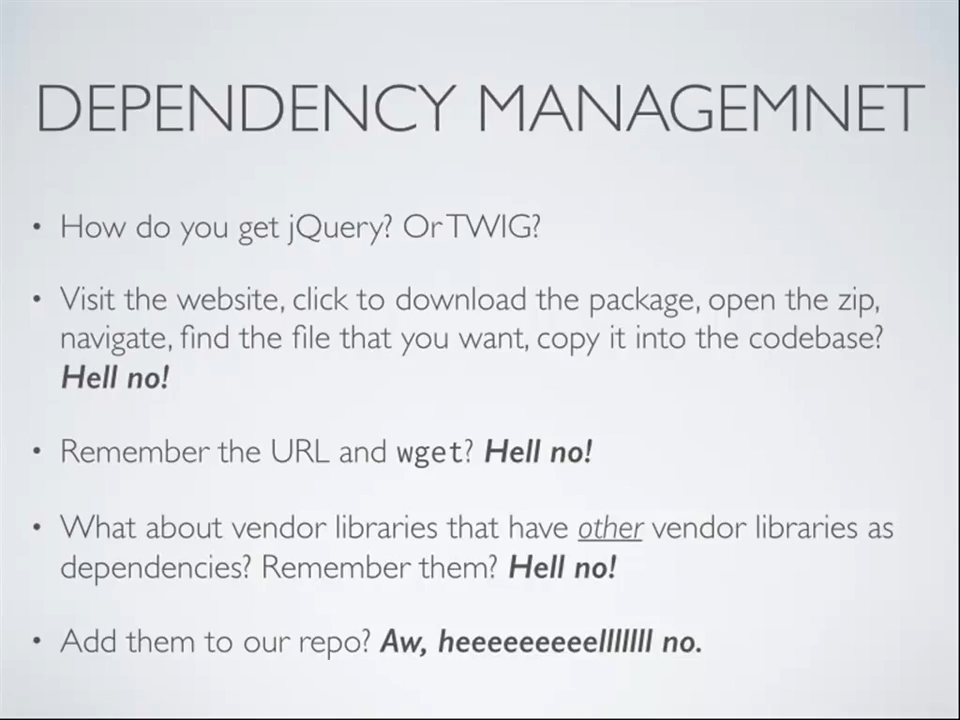 DEPENDENCY MANAGEMNET
• How do you get jQuery? Or TWIG?
• Visit the website, click to download the package, open the zip,
navigate, find the file that you want, copy it into the codebase?
Hell no!
• Remember the URL and wget? Hell no!
• What about vendor libraries that have other vendor libraries as
dependencies? Remember them? Hell no!
• Add them to our repo? Aw, heeeeeeeeelllllll no.